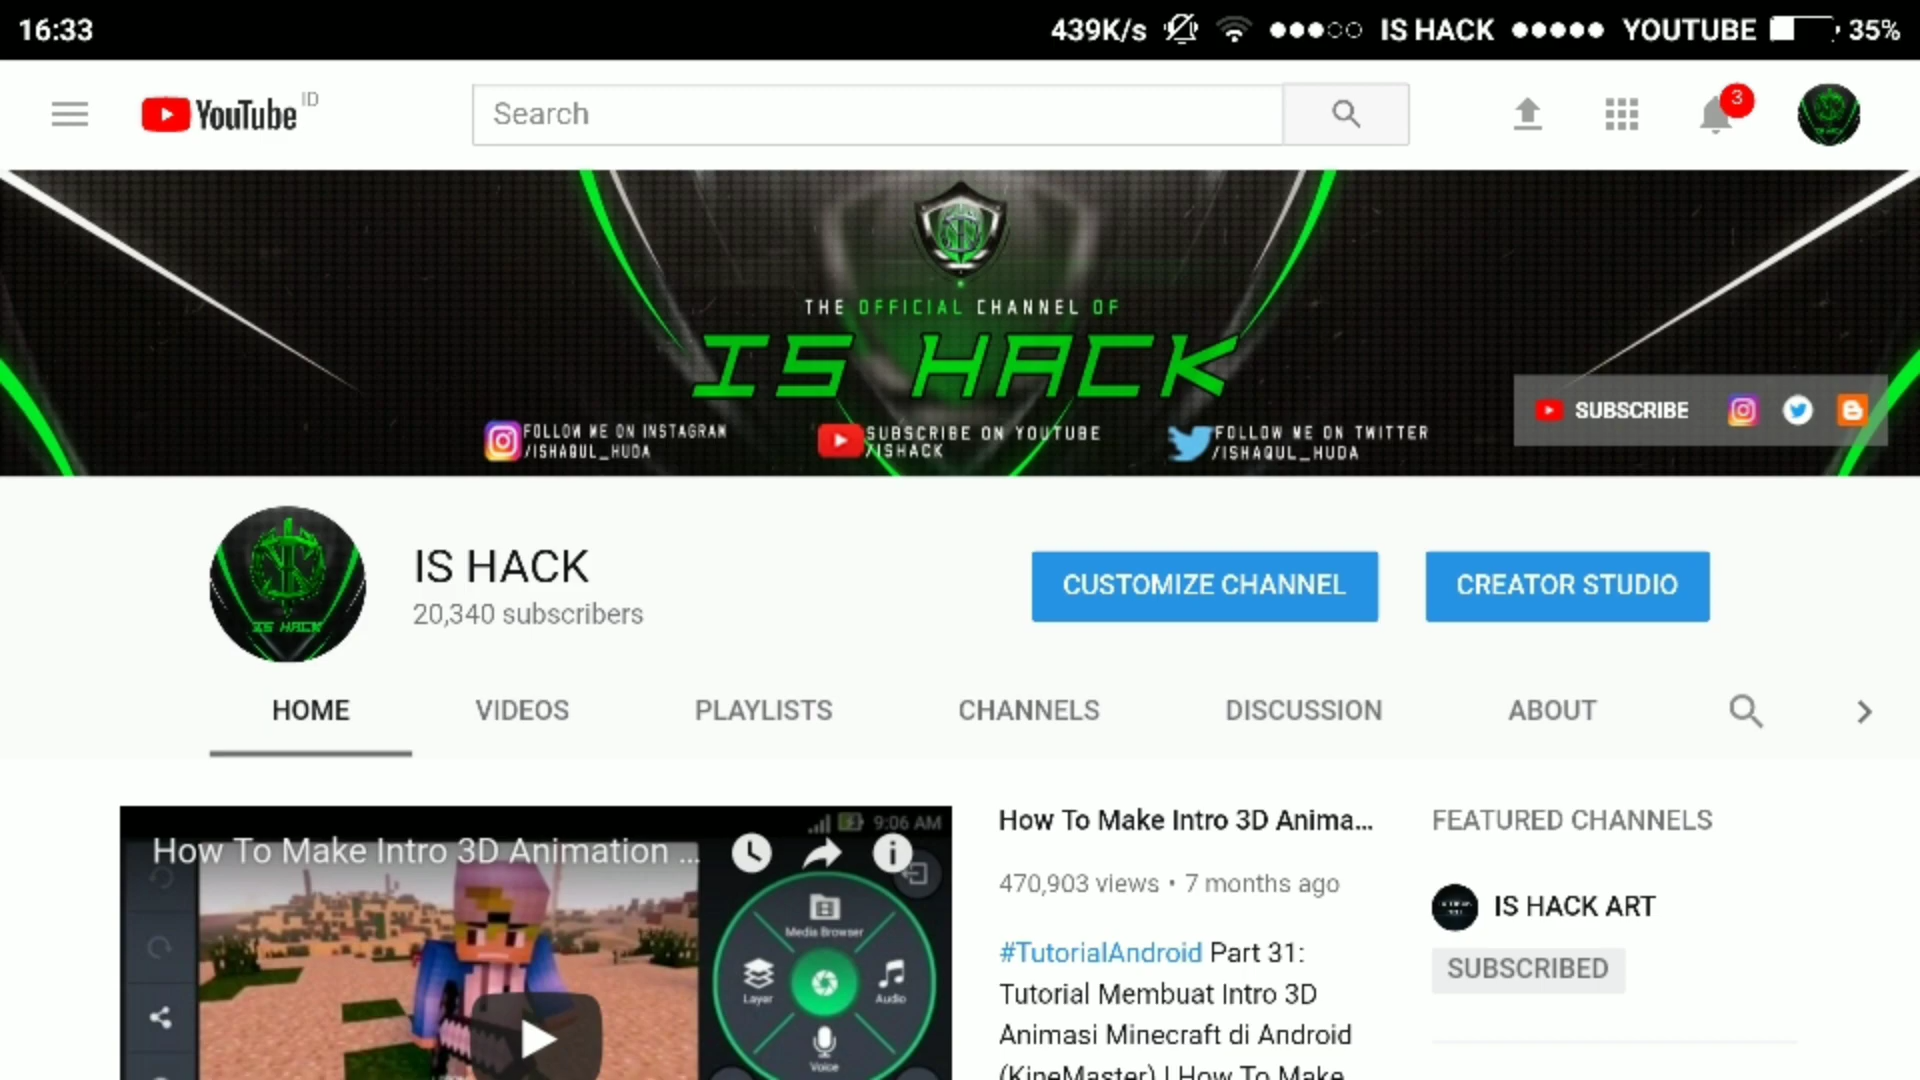 16:33
439K/s IS HACK YOUTUBE 35%
YouTube ID
Search
3
THE OFFICIAL CHANNEL OF
IS HACK
FOLLOW ME ON INSTAGRAM
/ISHAQUL_HUDA
SUBSCRIBE ON YOUTUBE
/ISHACK
FOLLOW ME ON TWITTER
/ISHAQUL_HUDA
SUBSCRIBE
IS HACK
IS HACK
20,340 subscribers
CUSTOMIZE CHANNEL
CREATOR STUDIO
HOME
VIDEOS
PLAYLISTS
CHANNELS
DISCUSSION
ABOUT
9:06 AM
How To Make Intro 3D Animation ...
Media Browser
Layer
Audio
Voice
How To Make Intro 3D Anima...
470,903 views • 7 months ago
#TutorialAndroid Part 31:
Tutorial Membuat Intro 3D
Animasi Minecraft di Android
(KineMaster) | How To Make
FEATURED CHANNELS
IS HACK ART
SUBSCRIBED